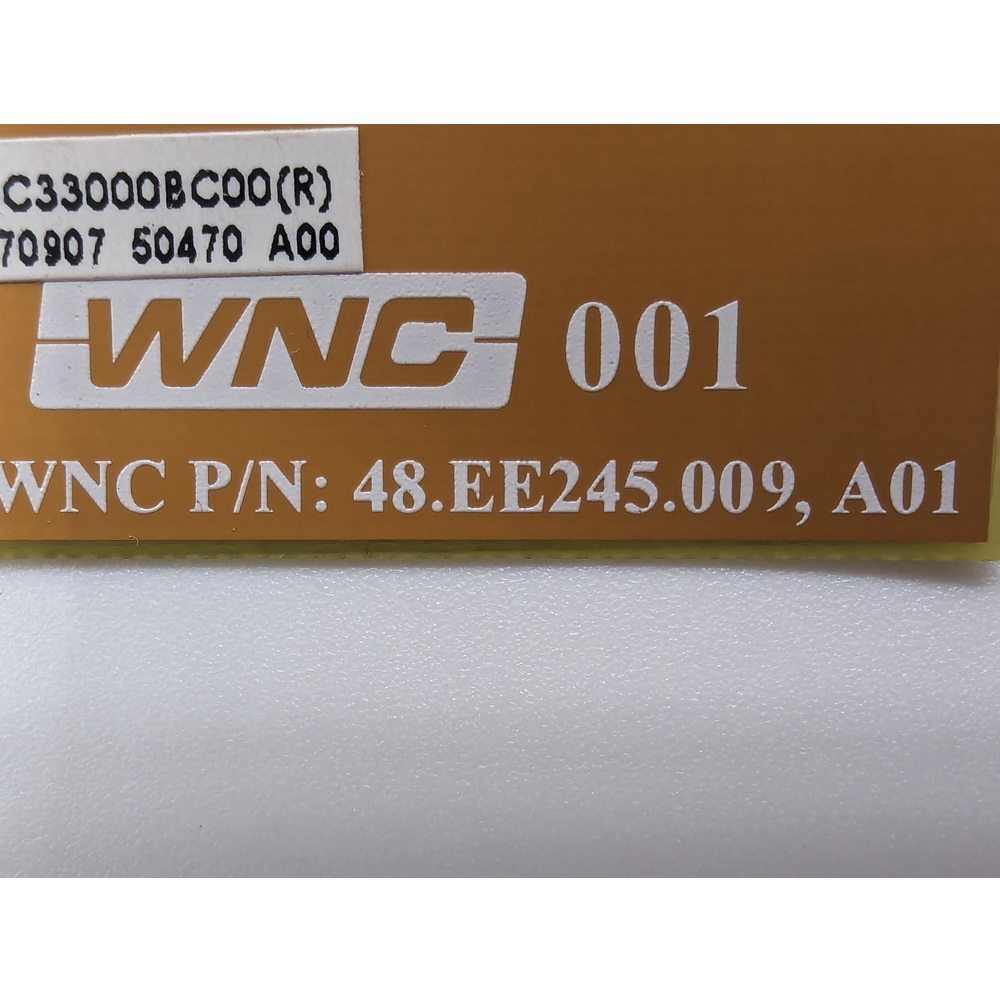 C33000BC00(R)
70907 50470 A00
WNC 001
WNC P/N: 48.EE245.009, A01